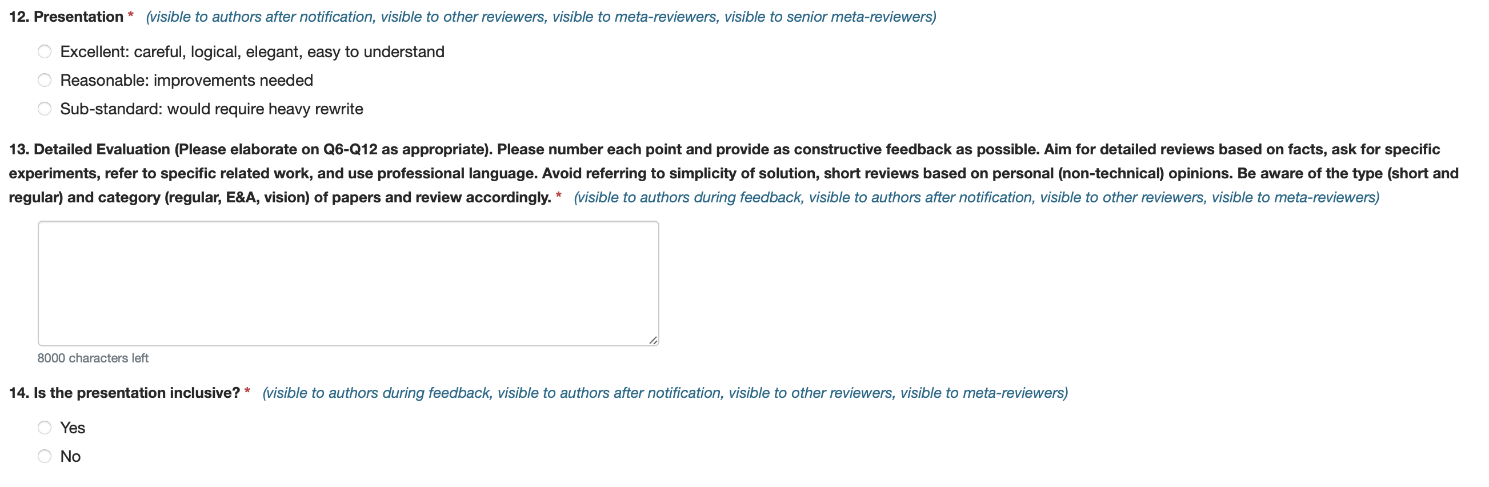 12. Presentation * (visible to authors after notification, visible to other reviewers, visible to meta-reviewers, visible to senior meta-reviewers)
Excellent: careful, logical, elegant, easy to understand
Reasonable: improvements needed
Sub-standard: would require heavy rewrite
13. Detailed Evaluation (Please elaborate on Q6-Q12 as appropriate). Please number each point and provide as constructive feedback as possible. Aim for detailed reviews based on facts, ask for specific
experiments, refer to specific related work, and use professional language. Avoid referring to simplicity of solution, short reviews based on personal (non-technical) opinions. Be aware of the type (short and
regular) and category (regular, E&A, vision) of papers and review accordingly. * (visible to authors during feedback, visible to authors after notification, visible to other reviewers, visible to meta-reviewers)
8000 characters left
14. Is the presentation inclusive? * (visible to authors during feedback, visible to authors after notification, visible to other reviewers, visible to meta-reviewers)
Yes
No